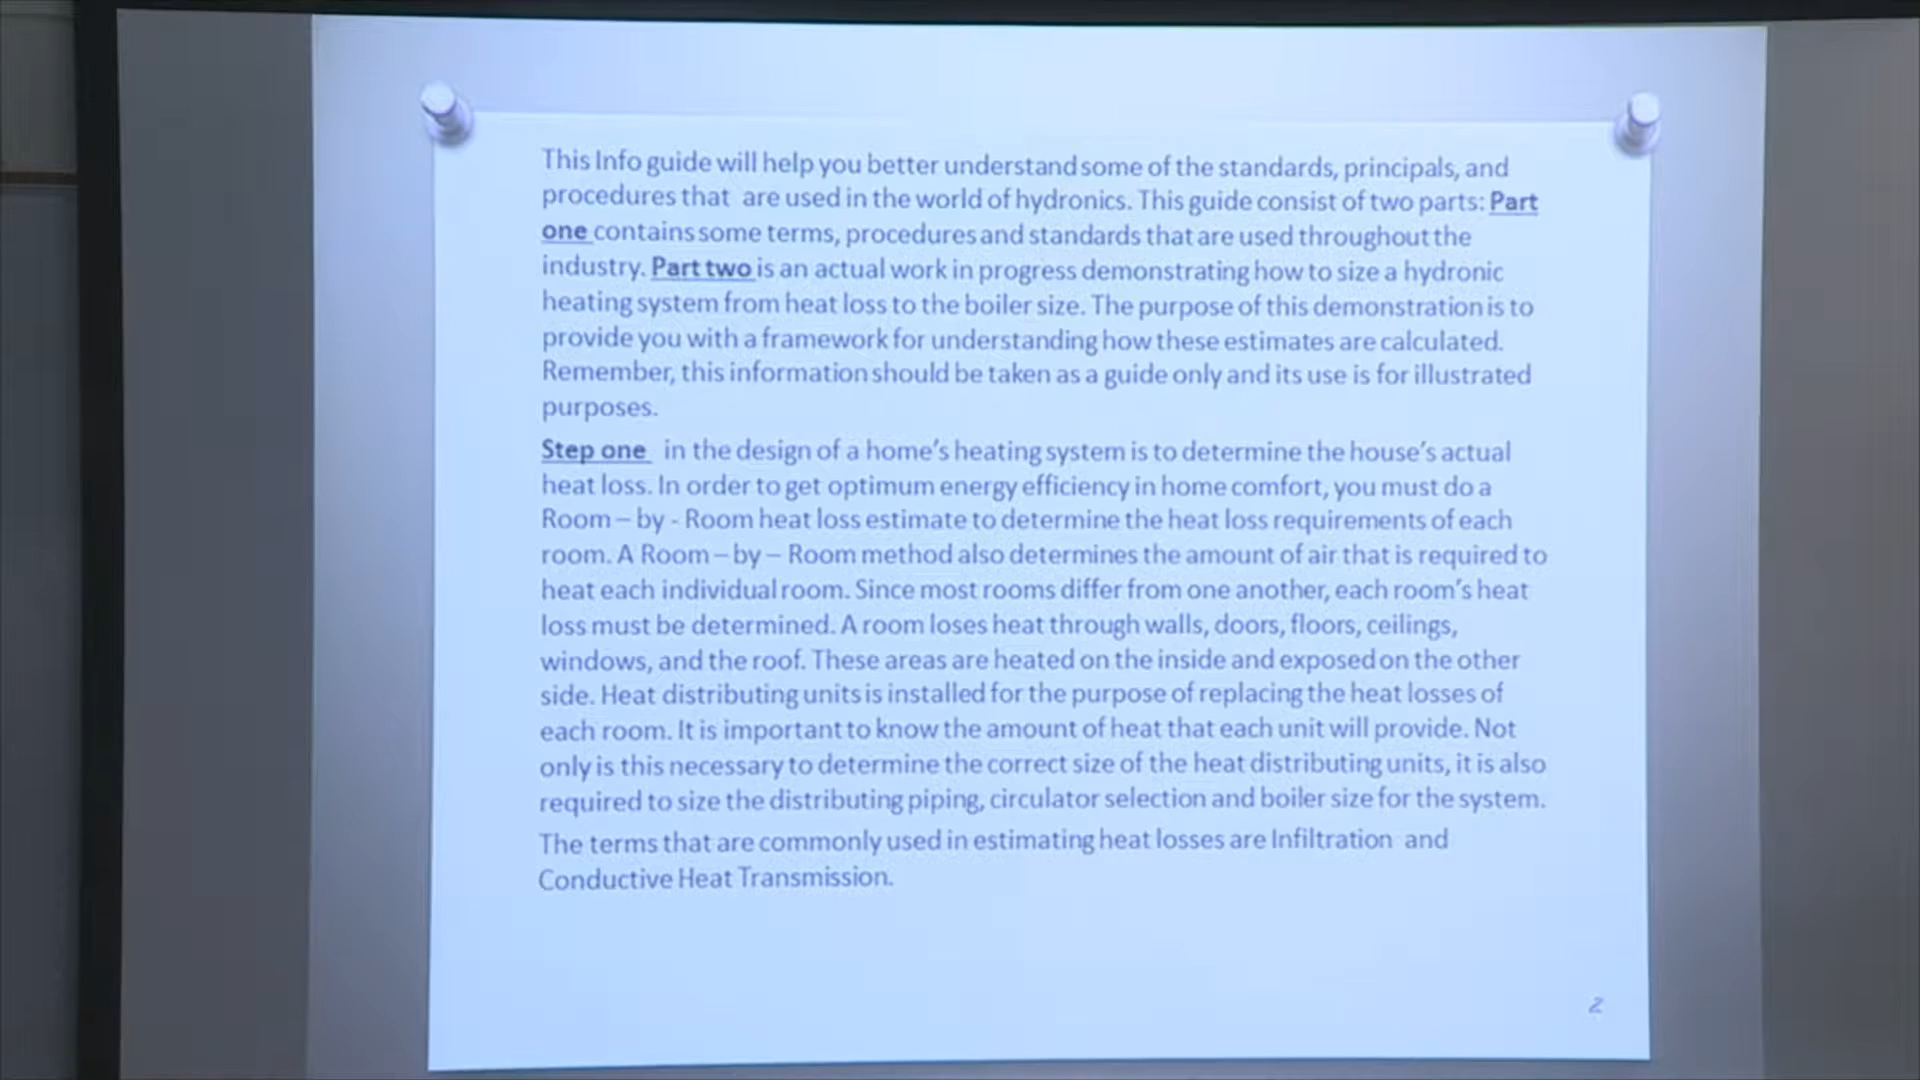 This Info guide will help you better understand some of the standards, principals, and
procedures that are used in the world of hydronics. This guide consist of two parts: Part
one contains some terms, procedures and standards that are used throughout the
industry. Part two is an actual work in progress demonstrating how to size a hydronic
heating system from heat loss to the boiler size. The purpose of this demonstration is to
provide you with a framework for understanding how these estimates are calculated.
Remember, this information should be taken as a guide only and its use is for illustrated
purposes.
Step one in the design of a home's heating system is to determine the house's actual
heat loss. In order to get optimum energy efficiency in home comfort, you must do a
Room – by - Room heat loss estimate to determine the heat loss requirements of each
room. A Room – by – Room method also determines the amount of air that is required to
heat each individual room. Since most rooms differ from one another, each room's heat
loss must be determined. A room loses heat through walls, doors, floors, ceilings,
windows, and the roof. These areas are heated on the inside and exposed on the other
side. Heat distributing units is installed for the purpose of replacing the heat losses of
each room. It is important to know the amount of heat that each unit will provide. Not
only is this necessary to determine the correct size of the heat distributing units, it is also
required to size the distributing piping, circulator selection and boiler size for the system.
The terms that are commonly used in estimating heat losses are Infiltration and
Conductive Heat Transmission.
2